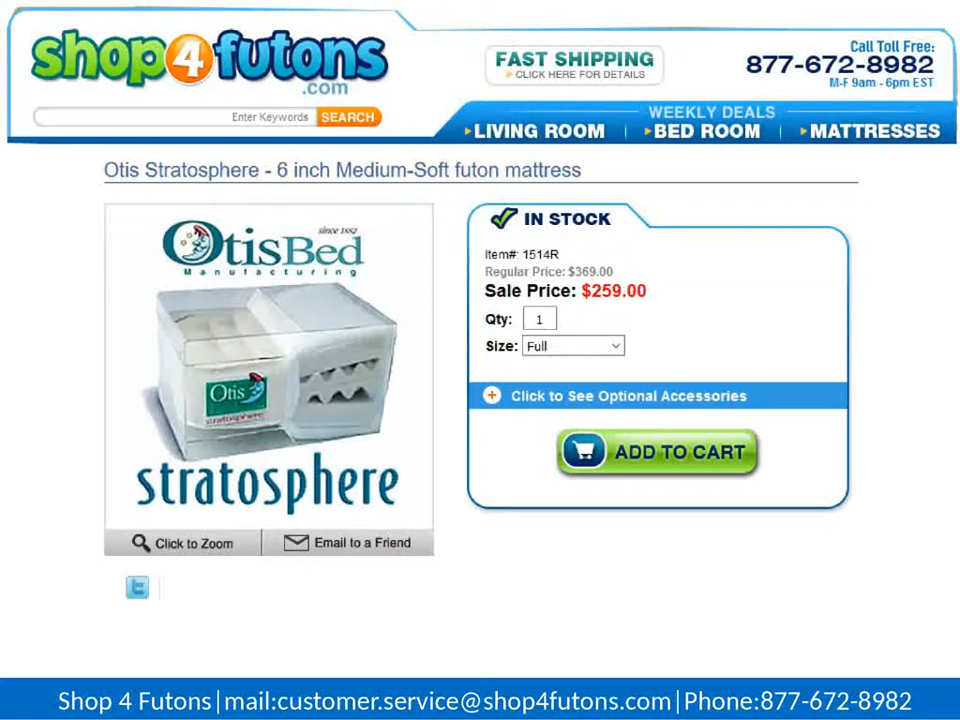 shop4futons
.com
FAST SHIPPING
CLICK HERE FOR DETAILS
Call Toll Free:
877-672-8982
M-F 9am - 6pm EST
Enter Keywords SEARCH
WEEKLY DEALS
LIVING ROOM BED ROOM MATTRESSES
Otis Stratosphere - 6 inch Medium-Soft futon mattress
since 1882
OtisBed
Manufacturing
Otis
stratosphere
stratosphere
Click to Zoom Email to a Friend
IN STOCK
Item#: 1514R
Regular Price: $369.00
Sale Price: $259.00
Qty: 1
Size: Full
Click to See Optional Accessories
ADD TO CART
Shop 4 Futons|mail:customer.service@shop4futons.com|Phone:877-672-8982